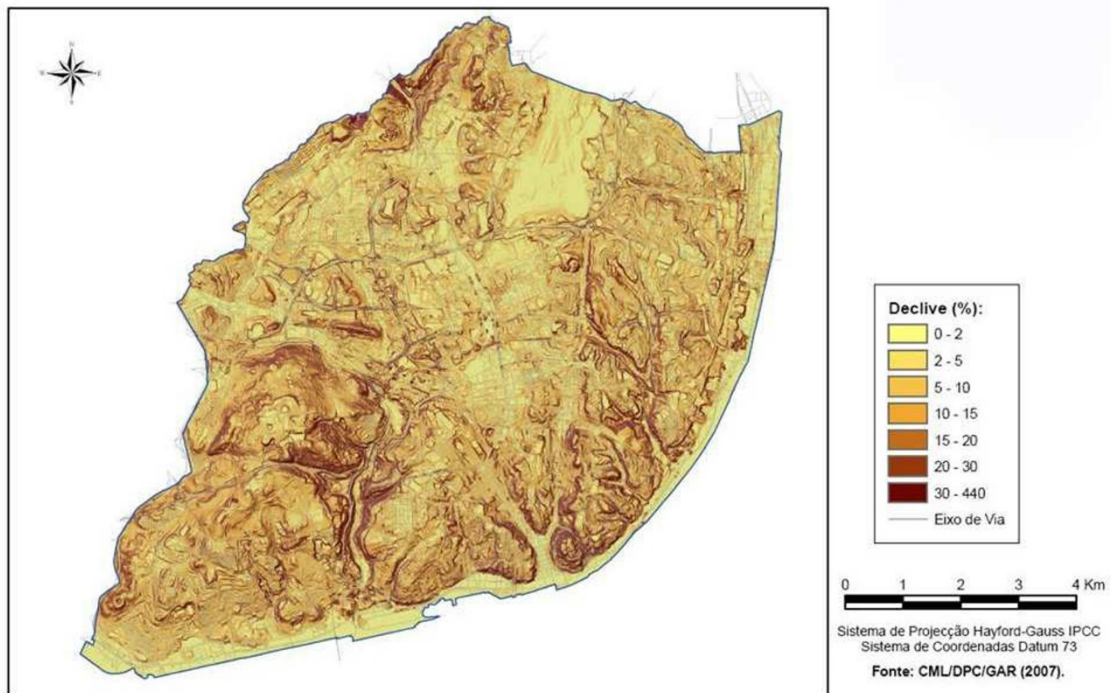 N
Declive (%):
0 - 2
2 - 5
5 - 10
10 - 15
15 - 20
20 - 30
30 - 440
Eixo de Via
0 1 2 3 4 Km
Sistema de Projecção Hayford-Gauss IPCC
Sistema de Coordenadas Datum 73
Fonte: CML/DPC/GAR (2007).